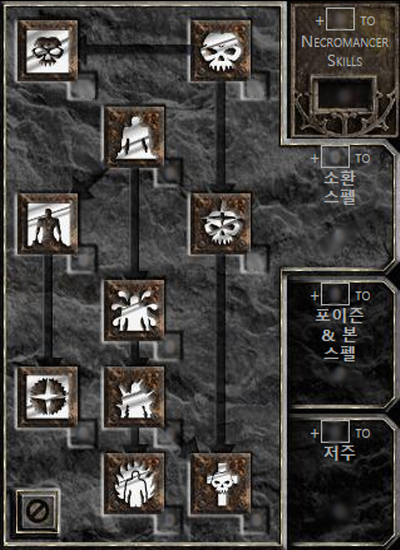 + TO
NECROMANCER
SKILLS
+ TO
소환
스펠
+ TO
포이즌
& 본
스펠
+ TO
저주